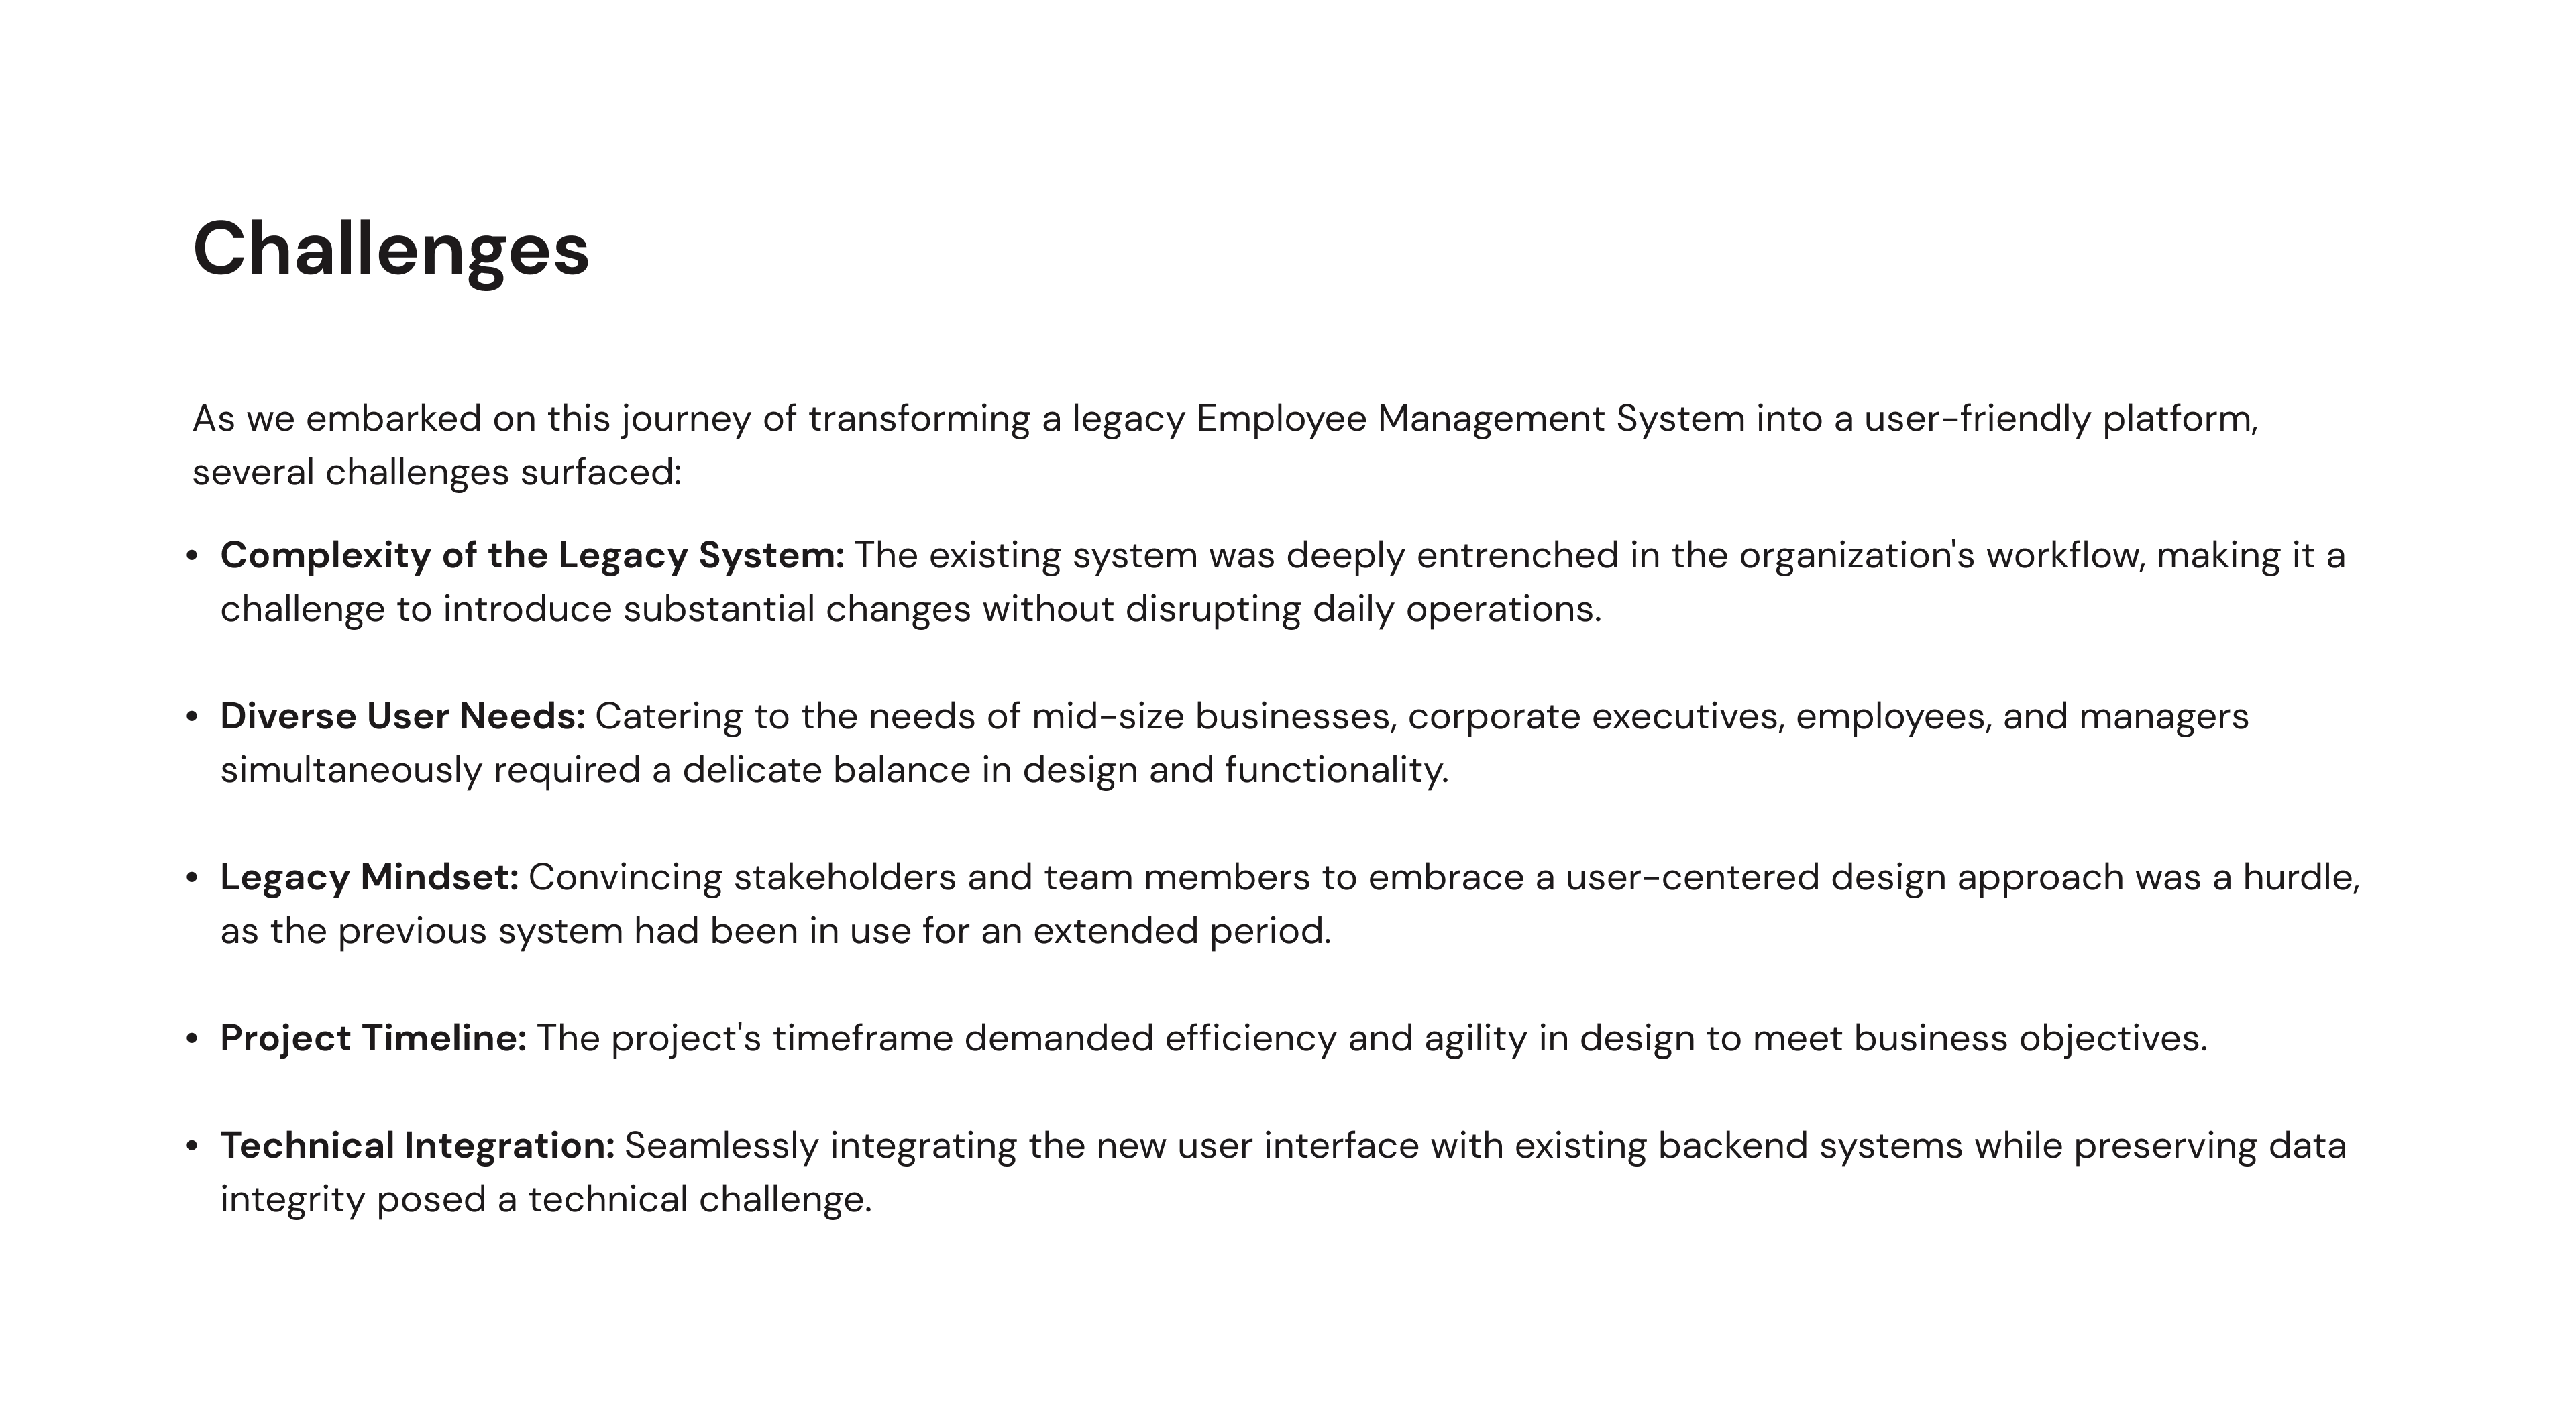 Challenges
As we embarked on this journey of transforming a legacy Employee Management System into a user-friendly platform,
several challenges surfaced:
• Complexity of the Legacy System: The existing system was deeply entrenched in the organization's workflow, making it a
challenge to introduce substantial changes without disrupting daily operations.
• Diverse User Needs: Catering to the needs of mid-size businesses, corporate executives, employees, and managers
simultaneously required a delicate balance in design and functionality.
• Legacy Mindset: Convincing stakeholders and team members to embrace a user-centered design approach was a hurdle,
as the previous system had been in use for an extended period.
• Project Timeline: The project's timeframe demanded efficiency and agility in design to meet business objectives.
• Technical Integration: Seamlessly integrating the new user interface with existing backend systems while preserving data
integrity posed a technical challenge.